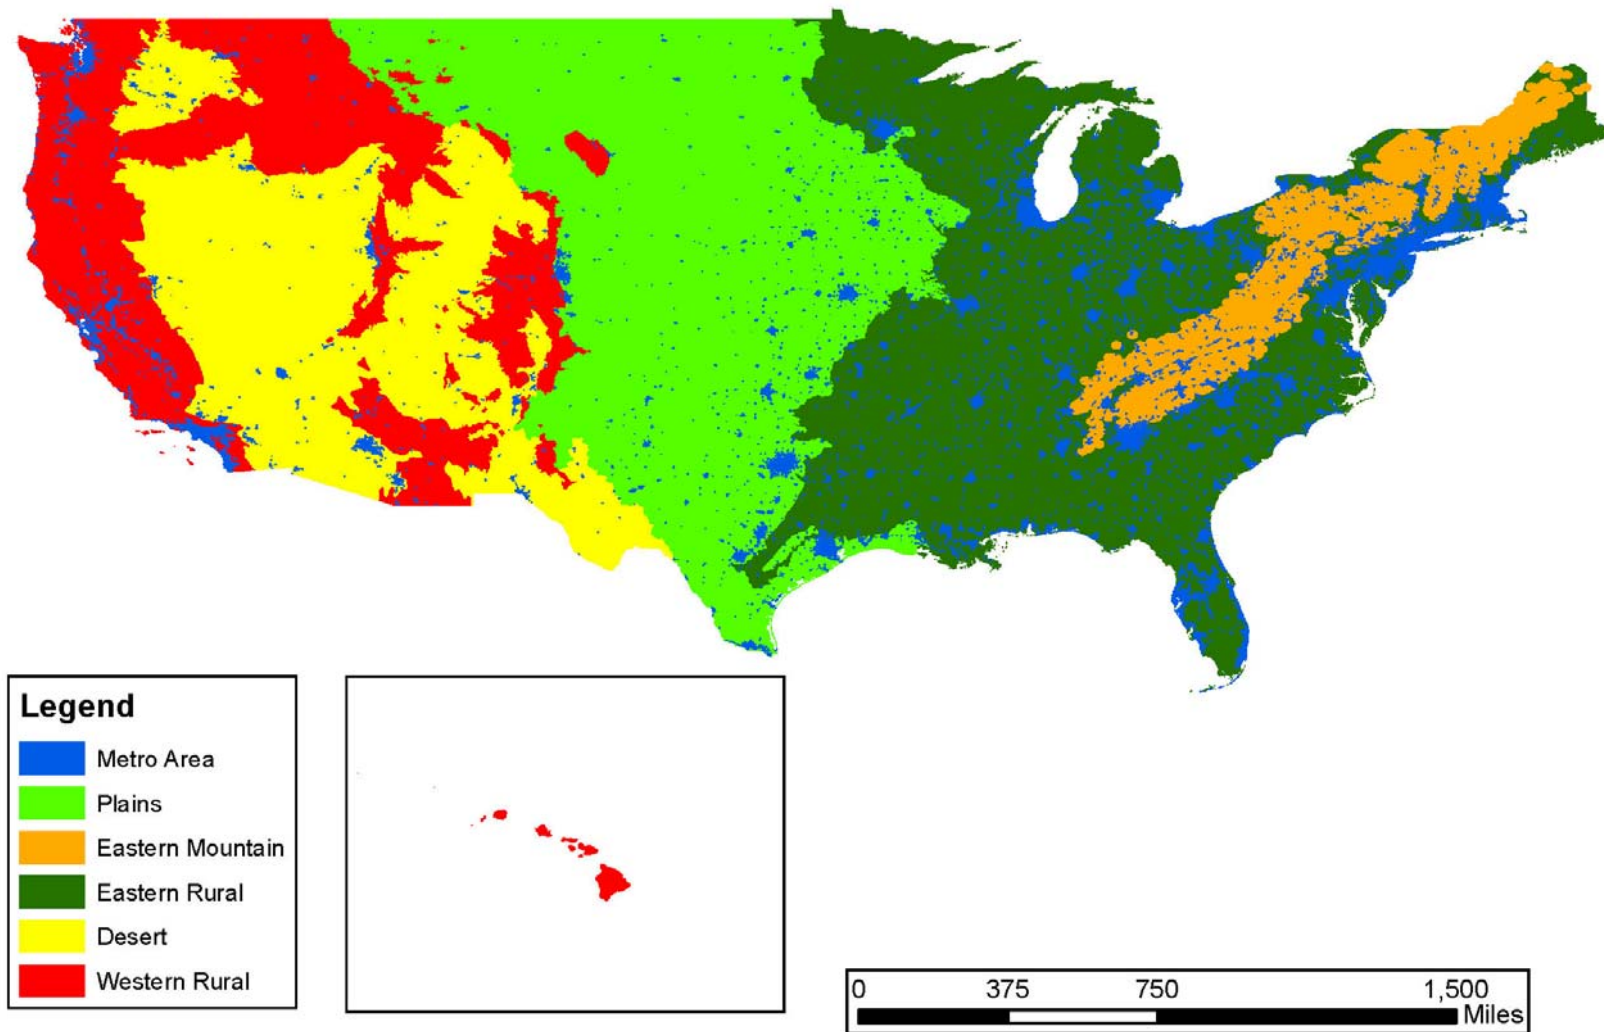 Legend
Metro Area
Plains
Eastern Mountain
Eastern Rural
Desert
Western Rural
0 375 750 1,500
Miles